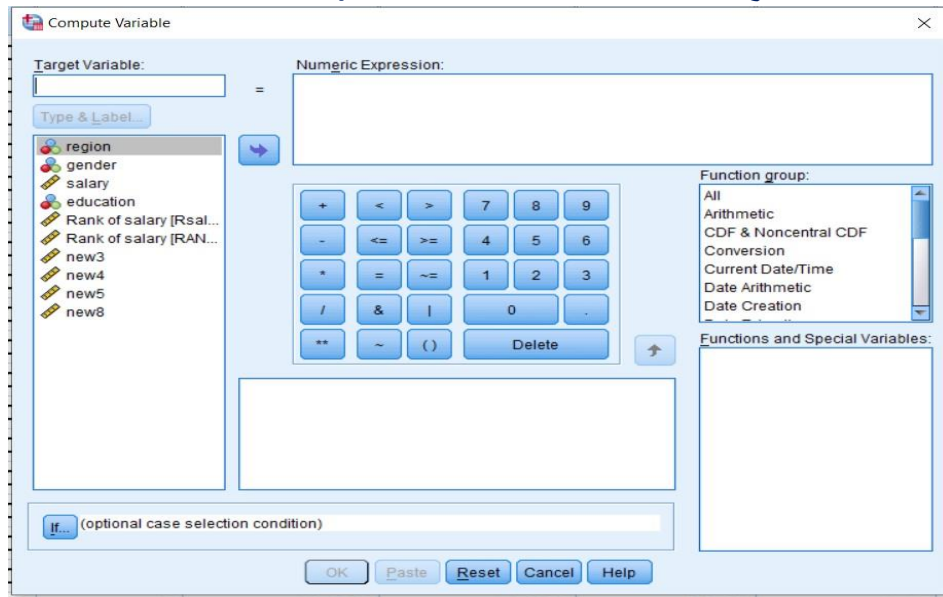 Compute Variable
Target Variable:
=
Numeric Expression:
Type & Label...
region
gender
salary
education
Rank of salary [Rsal...
Rank of salary [RAN...
new3
new4
new5
new8
+ < > 7 8 9
- <= >= 4 5 6
* = ~= 1 2 3
/ & | 0 .
** ~ ( ) Delete
Function group:
All
Arithmetic
CDF & Noncentral CDF
Conversion
Current Date/Time
Date Arithmetic
Date Creation
Functions and Special Variables:
If... (optional case selection condition)
OK Paste Reset Cancel Help